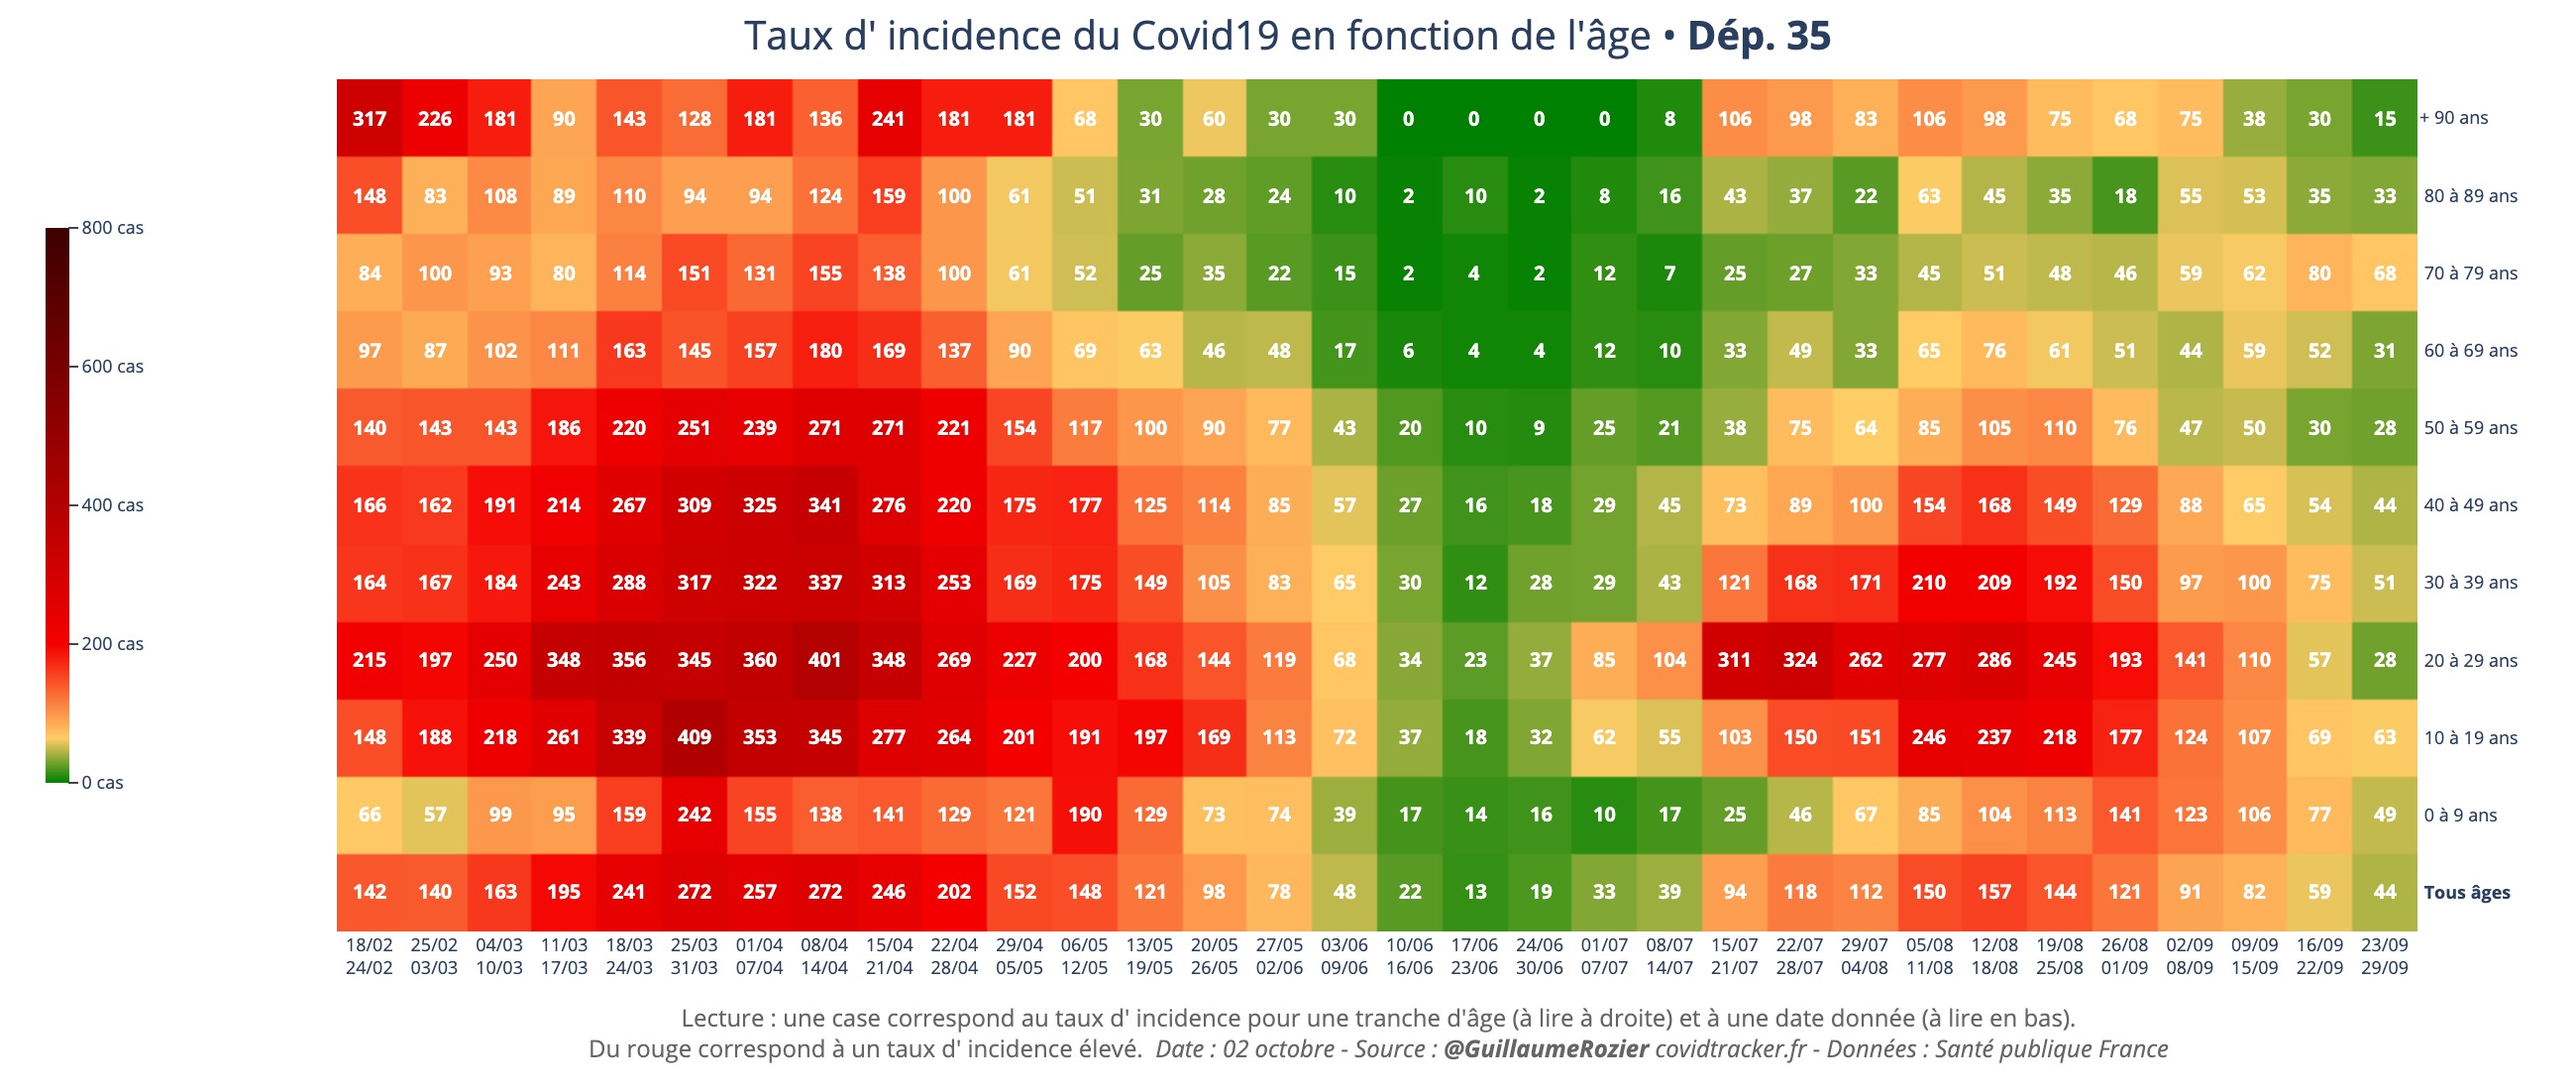 Taux d' incidence du Covid19 en fonction de l'âge • Dép. 35
317 226 181 90 143 128 181 136 241 181 181 68 30 60 30 30 0 0 0 0 8 106 98 83 106 98 75 68 75 38 30 15 + 90 ans
148 83 108 89 110 94 94 124 159 100 61 51 31 28 24 10 2 10 2 8 16 43 37 22 63 45 35 18 55 53 35 33 80 à 89 ans
800 cas
84 100 93 80 114 151 131 155 138 100 61 52 25 35 22 15 2 4 2 12 7 25 27 33 45 51 48 46 59 62 80 68 70 à 79 ans
97 87 102 111 163 145 157 180 169 137 90 69 63 46 48 17 6 4 4 12 10 33 49 33 65 76 61 51 44 59 52 31 60 à 69 ans
600 cas
140 143 143 186 220 251 239 271 271 221 154 117 100 90 77 43 20 10 9 25 21 38 75 64 85 105 110 76 47 50 30 28 50 à 59 ans
400 cas
166 162 191 214 267 309 325 341 276 220 175 177 125 114 85 57 27 16 18 29 45 73 89 100 154 168 149 129 88 65 54 44 40 à 49 ans
164 167 184 243 288 317 322 337 313 253 169 175 149 105 83 65 30 12 28 29 43 121 168 171 210 209 192 150 97 100 75 51 30 à 39 ans
200 cas
215 197 250 348 356 345 360 401 348 269 227 200 168 144 119 68 34 23 37 85 104 311 324 262 277 286 245 193 141 110 57 28 20 à 29 ans
148 188 218 261 339 409 353 345 277 264 201 191 197 169 113 72 37 18 32 62 55 103 150 151 246 237 218 177 124 107 69 63 10 à 19 ans
0 cas
66 57 99 95 159 242 155 138 141 129 121 190 129 73 74 39 17 14 16 10 17 25 46 67 85 104 113 141 123 106 77 49 0 à 9 ans
142 140 163 195 241 272 257 272 246 202 152 148 121 98 78 48 22 13 19 33 39 94 118 112 150 157 144 121 91 82 59 44 Tous âges
18/02 25/02 04/03 11/03 18/03 25/03 01/04 08/04 15/04 22/04 29/04 06/05 13/05 20/05 27/05 03/06 10/06 17/06 24/06 01/07 08/07 15/07 22/07 29/07 05/08 12/08 19/08 26/08 02/09 09/09 16/09 23/09
24/02 03/03 10/03 17/03 24/03 31/03 07/04 14/04 21/04 28/04 05/05 12/05 19/05 26/05 02/06 09/06 16/06 23/06 30/06 07/07 14/07 21/07 28/07 04/08 11/08 18/08 25/08 01/09 08/09 15/09 22/09 29/09
Lecture : une case correspond au taux d' incidence pour une tranche d'âge (à lire à droite) et à une date donnée (à lire en bas).
Du rouge correspond à un taux d' incidence élevé. Date : 02 octobre - Source : @GuillaumeRozier covidtracker.fr - Données : Santé publique France